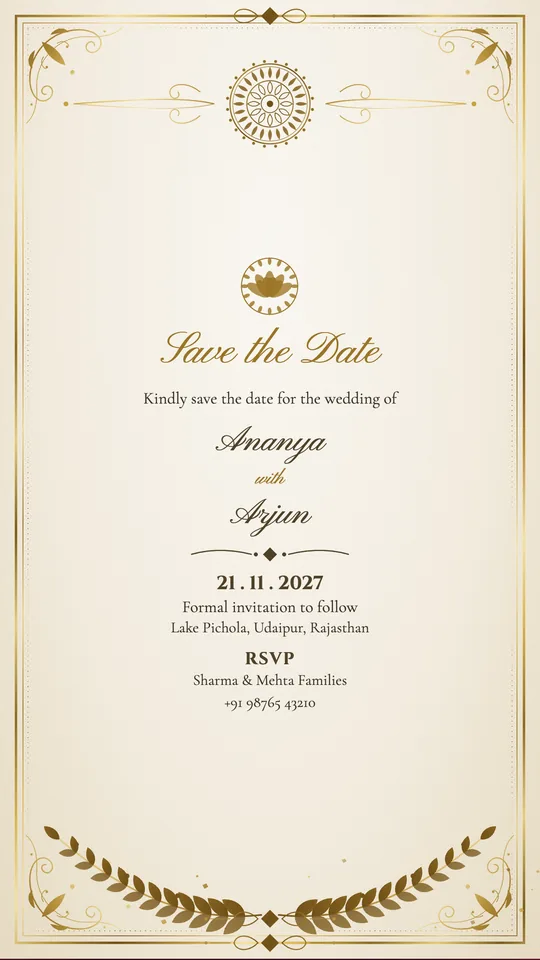 Save the Date
Kindly save the date for the wedding of
Ananya
with
Arjun
21 . 11 . 2027
Formal invitation to follow
Lake Pichola, Udaipur, Rajasthan
RSVP
Sharma & Mehta Families
+91 98765 43210